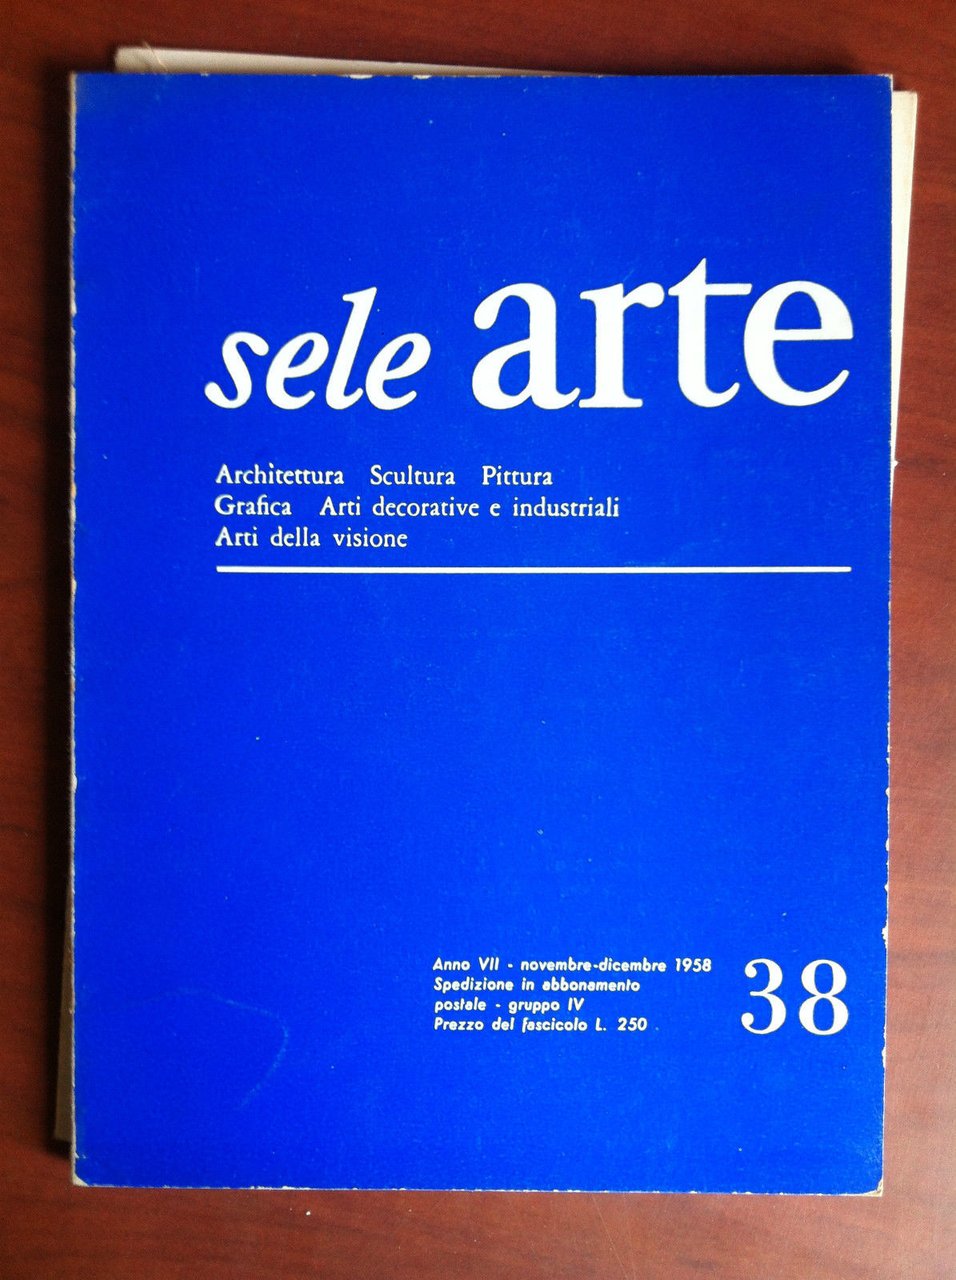 sele arte
Architettura Scultura Pittura
Grafica Arti decorative e industriali
Arti della visione
Anno VII - novembre-dicembre 1958
Spedizione in abbonamento
postale - gruppo IV
Prezzo del fascicolo L. 250
38